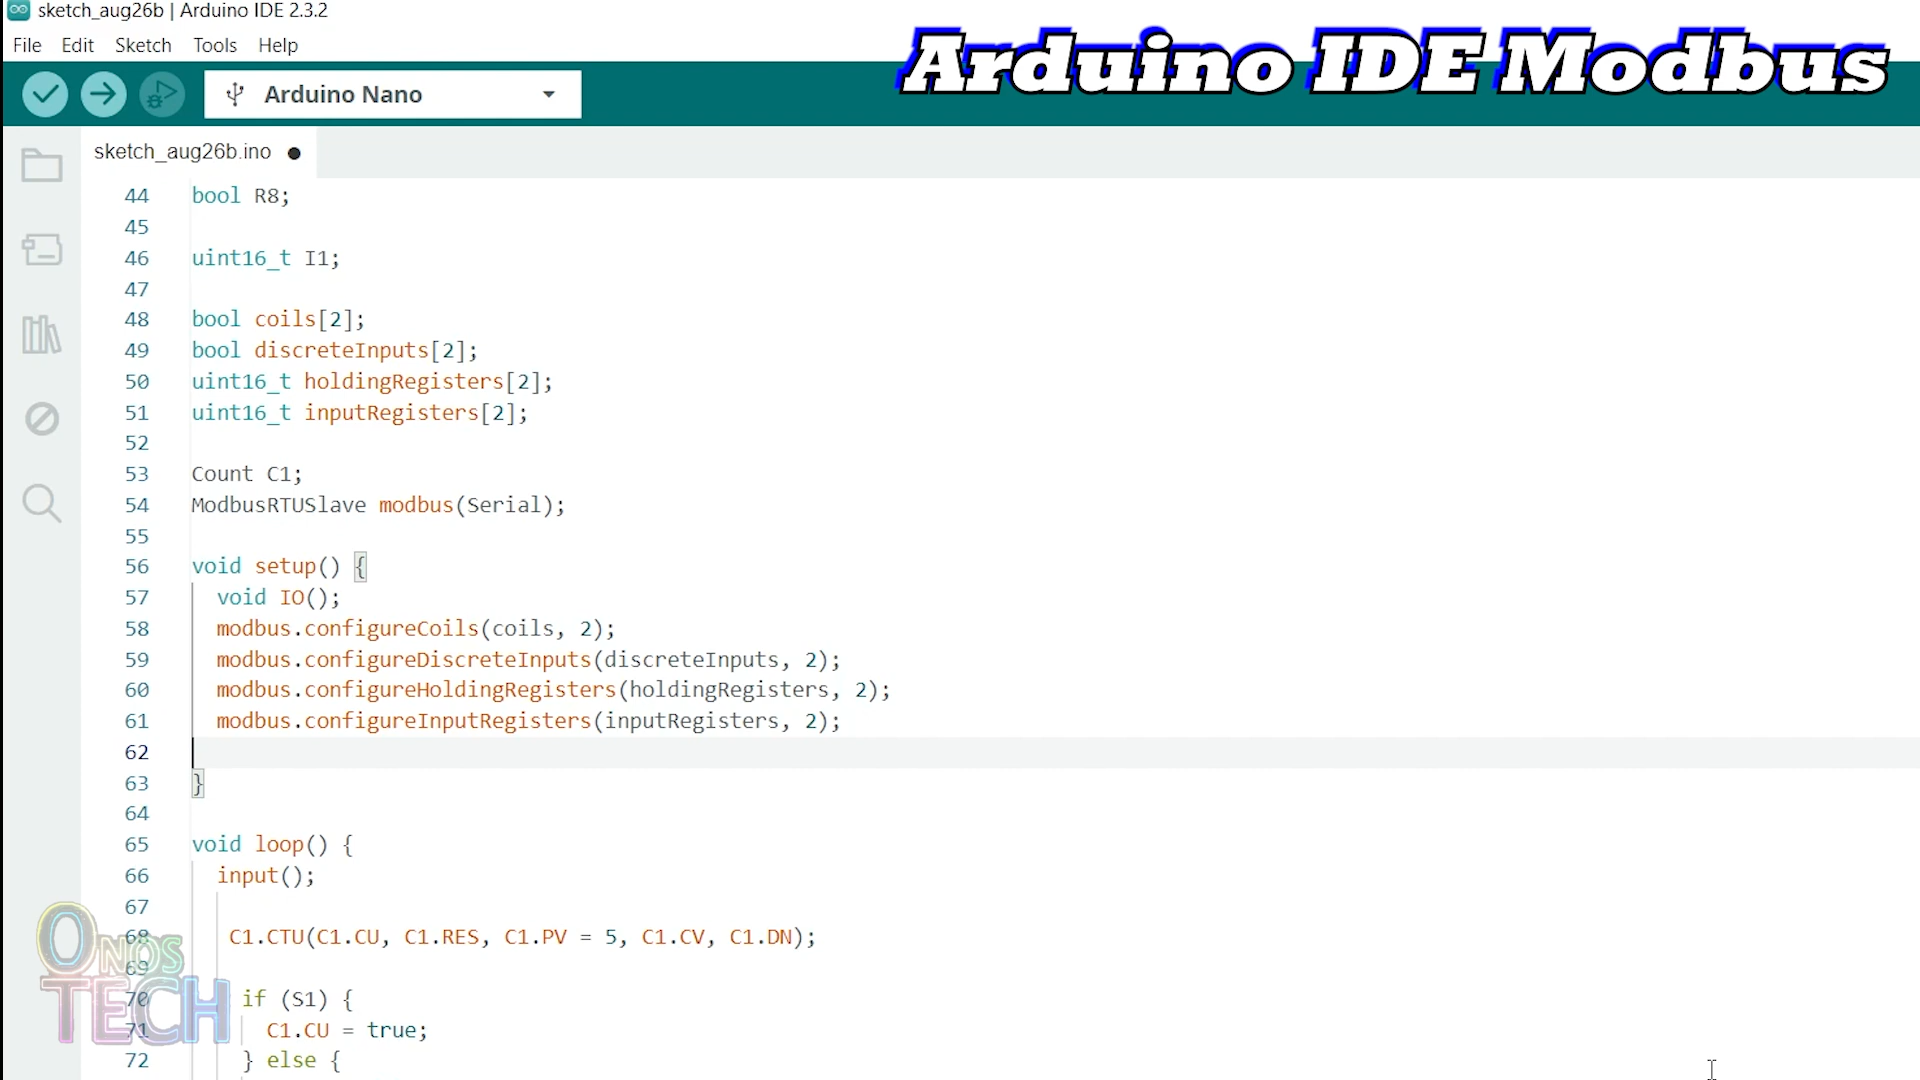 sketch_aug26b | Arduino IDE 2.3.2
File Edit Sketch Tools Help
Arduino IDE Modbus
Arduino Nano
sketch_aug26b.ino
44 bool R8;
45
46 uint16_t I1;
47
48 bool coils[2];
49 bool discreteInputs[2];
50 uint16_t holdingRegisters[2];
51 uint16_t inputRegisters[2];
52
53 Count C1;
54 ModbusRTUSlave modbus(Serial);
55
56 void setup() {
57 void IO();
58 modbus.configureCoils(coils, 2);
59 modbus.configureDiscreteInputs(discreteInputs, 2);
60 modbus.configureHoldingRegisters(holdingRegisters, 2);
61 modbus.configureInputRegisters(inputRegisters, 2);
62
63 }
64
65 void loop() {
66 input();
67
68 C1.CTU(C1.CU, C1.RES, C1.PV = 5, C1.CV, C1.DN);
69
70 if (S1) {
71 C1.CU = true;
72 } else {
ONOS
TECH